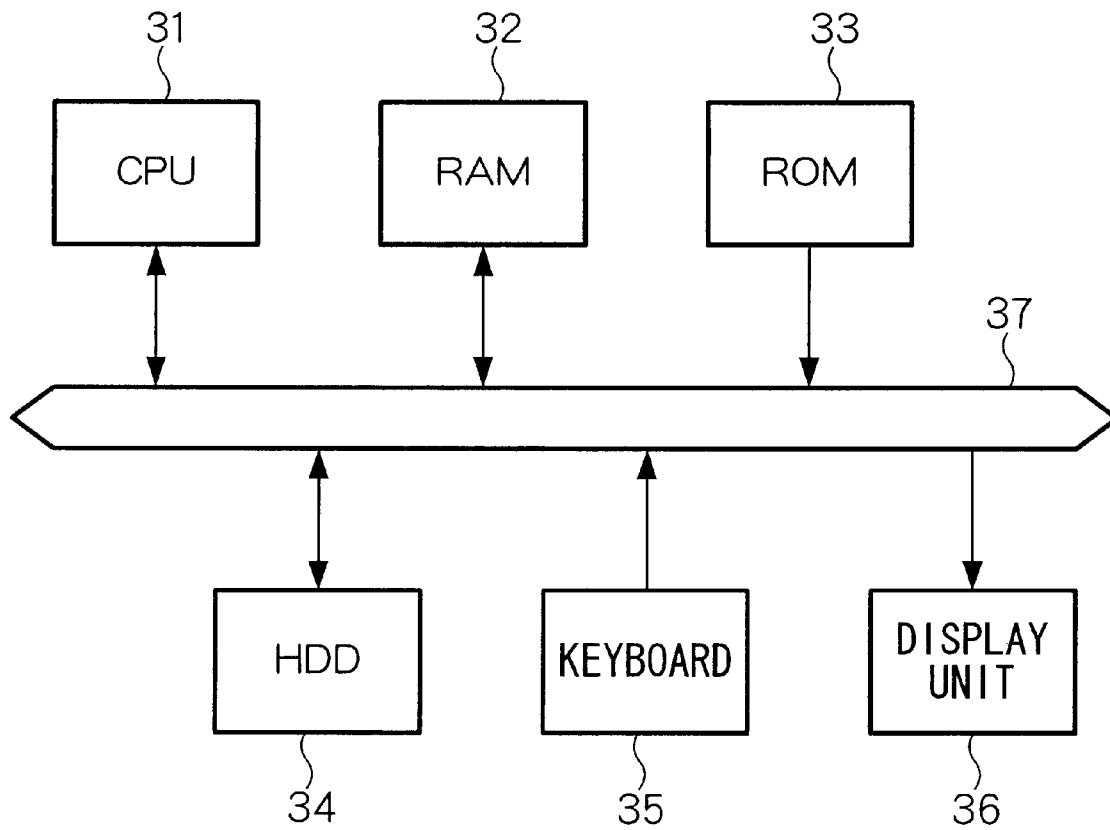 31
32
33
CPU
RAM
ROM
37
HDD
KEYBOARD
DISPLAY
UNIT
34
35
36